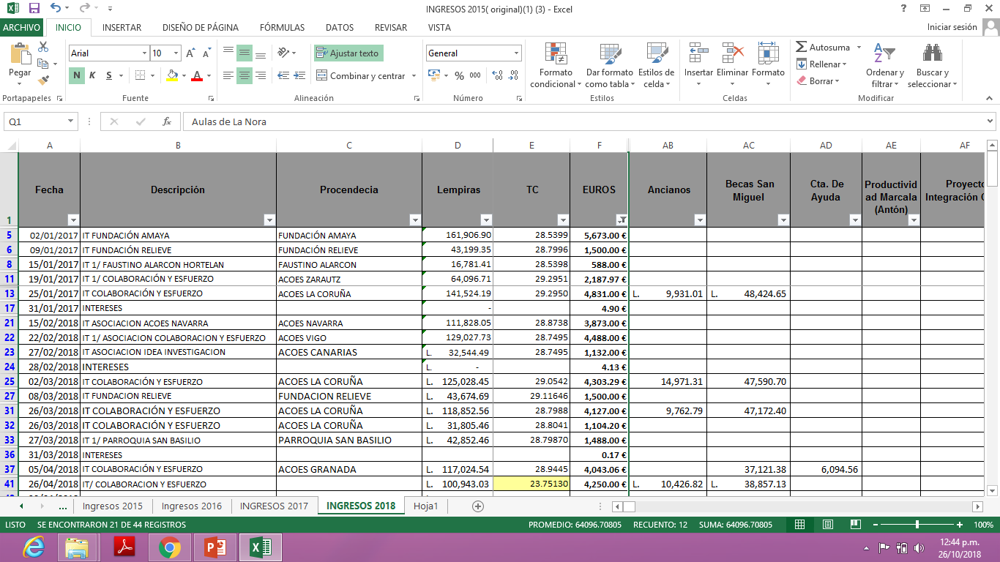 INGRESOS 2015( original)(1) (3) - Excel
ARCHIVO INICIO INSERTAR DISEÑO DE PÁGINA FÓRMULAS DATOS REVISAR VISTA Iniciar sesión
Pegar
Portapapeles
Arial 10
N K S
Fuente
Ajustar texto
Combinar y centrar
Alineación
General
% 000
Número
Formato condicional
Dar formato como tabla
Estilos de celda
Estilos
Insertar Eliminar Formato
Celdas
Autosuma
Rellenar
Borrar
Ordenar y filtrar
Buscar y seleccionar
Modificar
Q1 fx Aulas de La Nora
A B C D E F AB AC AD AE AF
1 Fecha Descripción Procendecia Lempiras TC EUROS Ancianos Becas San Miguel Cta. De Ayuda Productividad Marcala (Antón) Proyecto Integración
5 02/01/2017 IT FUNDACIÓN AMAYA FUNDACIÓN AMAYA 161,906.90 28.5399 5,673.00 €
6 09/01/2017 IT FUNDACIÓN RELIEVE FUNDACIÓN RELIEVE 43,199.35 28.7996 1,500.00 €
8 15/01/2017 IT 1/ FAUSTINO ALARCON HORTELAN FAUSTINO ALARCON 16,781.41 28.5398 588.00 €
11 19/01/2017 IT 1/ COLABORACIÓN Y ESFUERZO ACOES ZARAUTZ 64,096.71 29.2951 2,187.97 €
13 25/01/2017 IT COLABORACIÓN Y ESFUERZO ACOES LA CORUÑA 141,524.19 29.2950 4,831.00 € L. 9,931.01 L. 48,424.65
17 31/01/2017 INTERESES - 4.90 €
21 15/02/2018 IT ASOCIACION ACOES NAVARRA ACOES NAVARRA 111,828.05 28.8738 3,873.00 €
22 22/02/2018 IT 1/ ASOCIACION COLABORACION Y ESFUERZO ACOES VIGO 129,027.73 28.7495 4,488.00 €
23 27/02/2018 IT ASOCIACION IDEA INVESTIGACION ACOES CANARIAS L. 32,544.49 28.7495 1,132.00 €
24 28/02/2018 INTERESES L. - 4.13 €
25 02/03/2018 IT COLABORACIÓN Y ESFUERZO ACOES LA CORUÑA L. 125,028.45 29.0542 4,303.29 € 14,971.31 47,590.70
27 08/03/2018 IT FUNDACION RELIEVE FUNDACION RELIEVE L. 43,674.69 29.11646 1,500.00 €
31 26/03/2018 IT COLABORACIÓN Y ESFUERZO ACOES LA CORUÑA L. 118,852.56 28.7988 4,127.00 € 9,762.79 47,172.40
32 26/03/2018 IT COLABORACIÓN Y ESFUERZO ACOES LA CORUÑA L. 31,805.46 28.8041 1,104.20 €
33 27/03/2018 IT 1/ PARROQUIA SAN BASILIO PARROQUIA SAN BASILIO L. 42,852.46 28.79870 1,488.00 €
36 31/03/2018 INTERESES 0.17 €
37 05/04/2018 IT COLABORACIÓN Y ESFUERZO ACOES GRANADA L. 117,024.54 28.9445 4,043.06 € 37,121.38 6,094.56
41 26/04/2018 IT/ COLABORACION Y ESFUERZO L. 100,943.03 23.75130 4,250.00 € L. 10,426.82 L. 38,857.13
... Ingresos 2015 Ingresos 2016 INGRESOS 2017 INGRESOS 2018 Hoja1
LISTO SE ENCONTRARON 21 DE 44 REGISTROS PROMEDIO: 64096.70805 RECUENTO: 12 SUMA: 64096.70805 100%
12:44 p.m.
26/10/2018